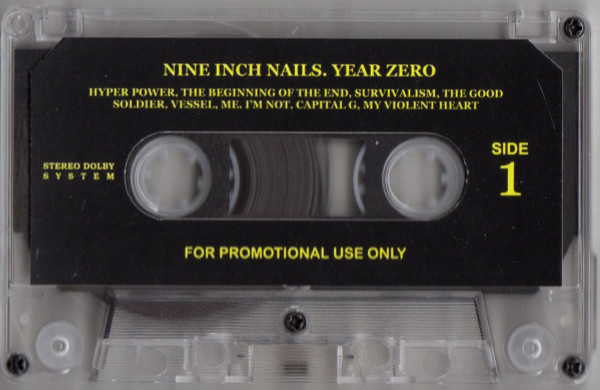 NINE INCH NAILS. YEAR ZERO
HYPER POWER, THE BEGINNING OF THE END, SURVIVALISM, THE GOOD
SOLDIER, VESSEL, ME. I'M NOT, CAPITAL G, MY VIOLENT HEART
STEREO DOLBY
SYSTEM
SIDE
1
FOR PROMOTIONAL USE ONLY